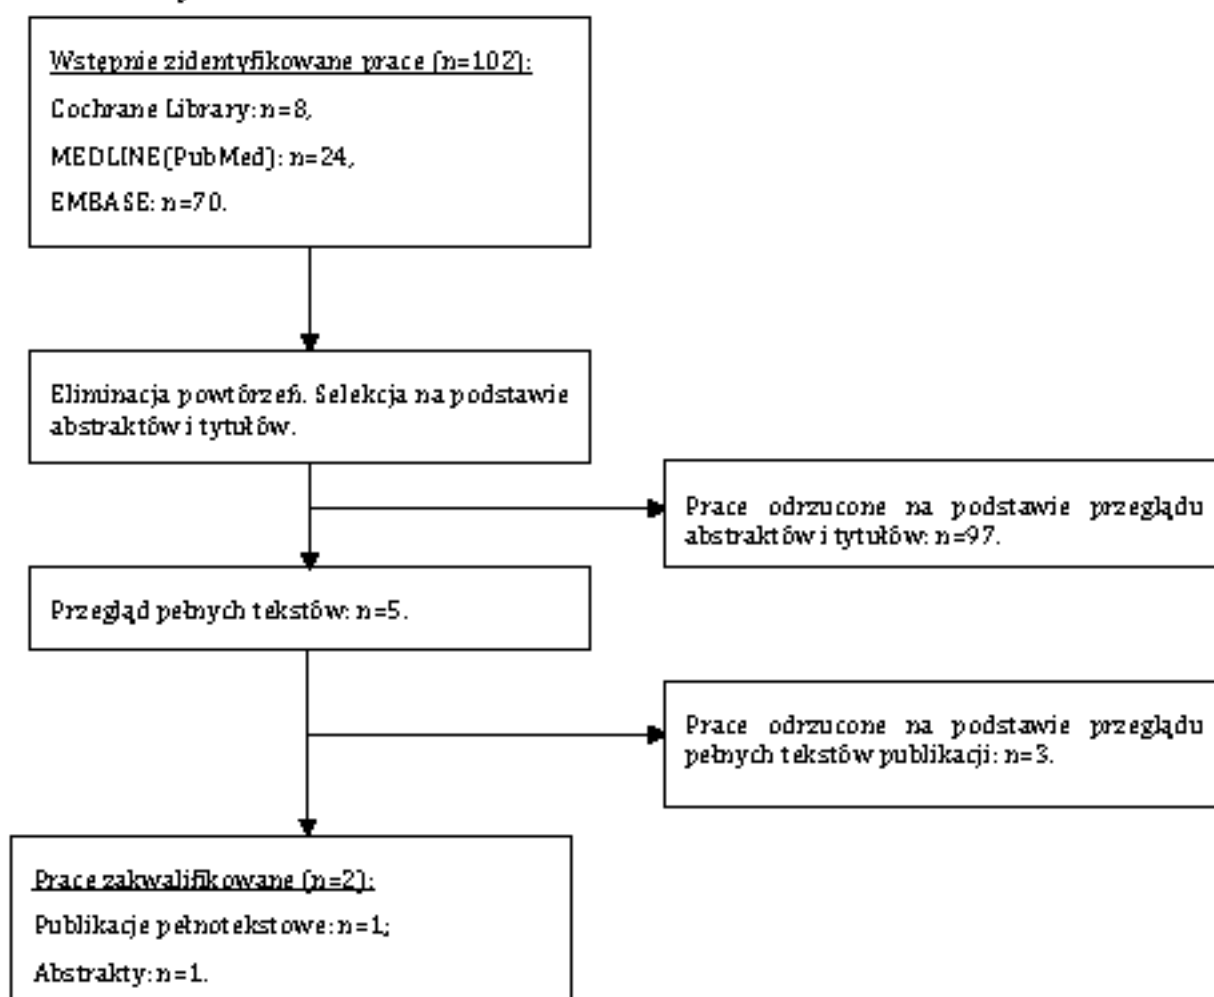 Wstępnie zidentyfikowane prace (n=102):
Cochrane Library: n=8,
MEDLINE(PubMed): n=24,
EMBASE: n=70.
Eliminacja powtórzeń. Selekcja na podstawie
abstraktów i tytułów.
Prace odrzucone na podstawie przeglądu
abstraktów i tytułów: n=97.
Przegląd pełnych tekstów: n=5.
Prace odrzucone na podstawie przeglądu
pełnych tekstów publikacji: n=3.
Prace zakwalifikowane (n=2):
Publikacje pełnotekstowe: n=1;
Abstrakty: n=1.